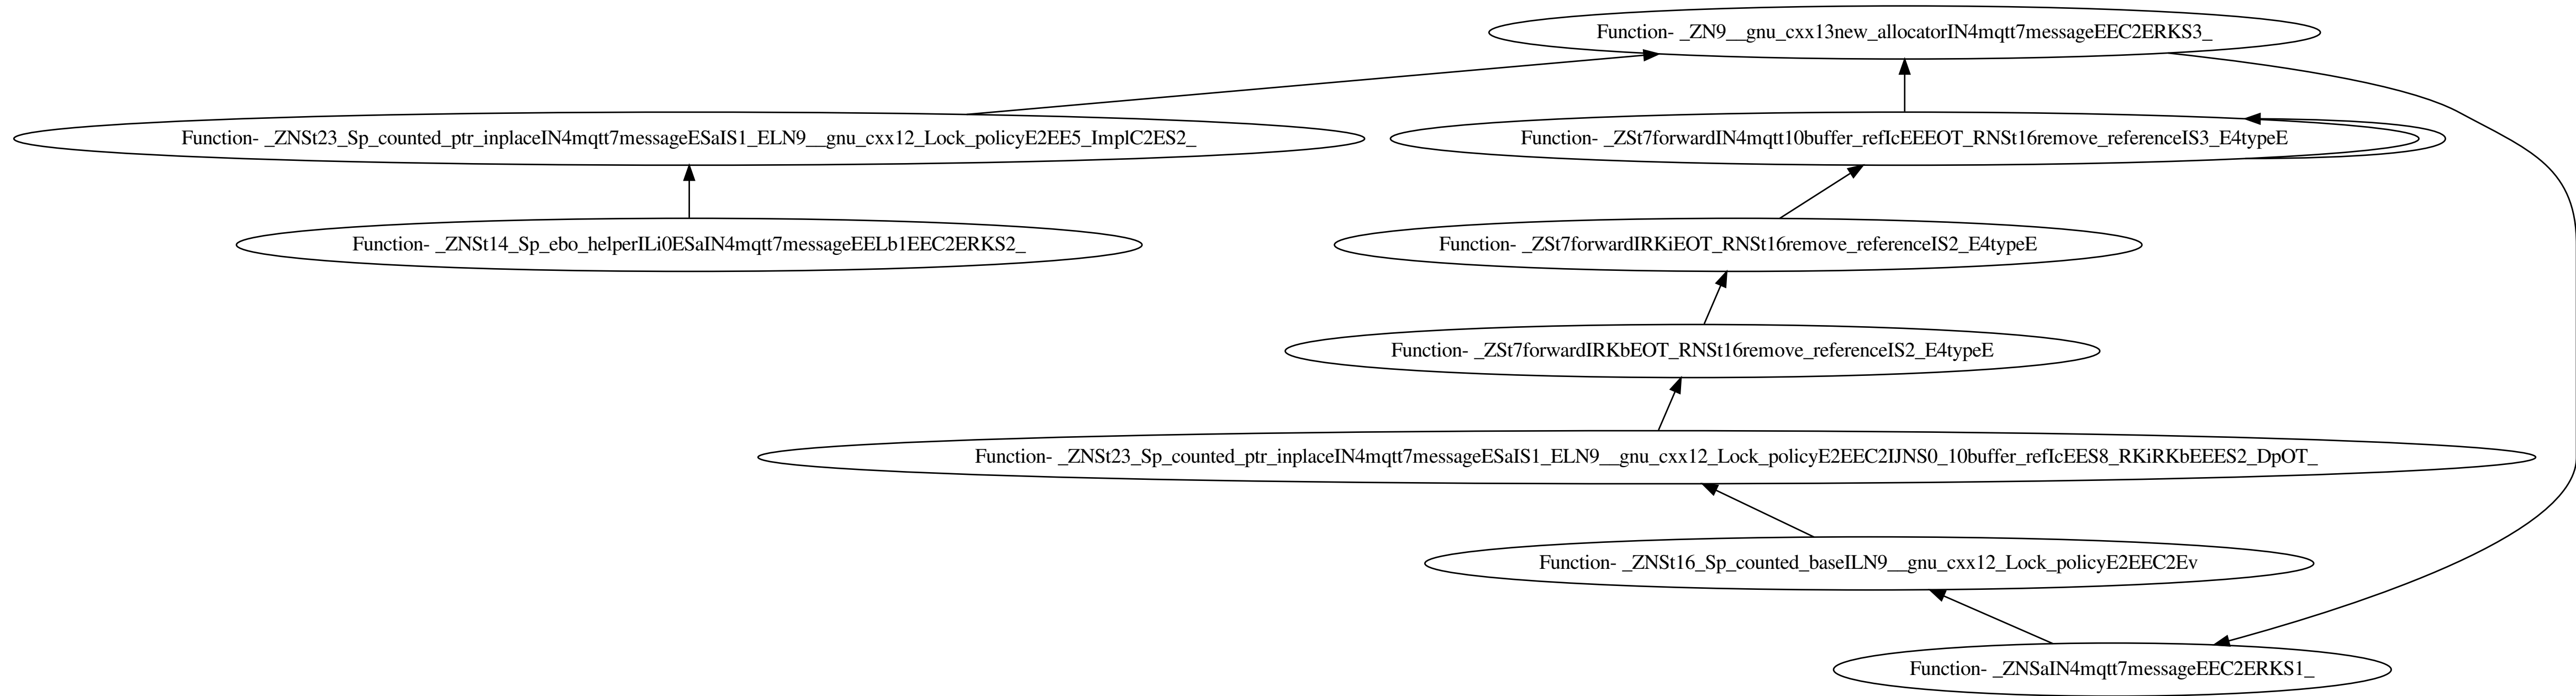 Function- _ZN9__gnu_cxx13new_allocatorIN4mqtt7messageEEC2ERKS3_
Function- _ZNSt23_Sp_counted_ptr_inplaceIN4mqtt7messageESaIS1_ELN9__gnu_cxx12_Lock_policyE2EE5_ImplC2ES2_
Function- _ZSt7forwardIN4mqtt10buffer_refIcEEEOT_RNSt16remove_referenceIS3_E4typeE
Function- _ZNSt14_Sp_ebo_helperILi0ESaIN4mqtt7messageEELb1EEC2ERKS2_
Function- _ZSt7forwardIRKiEOT_RNSt16remove_referenceIS2_E4typeE
Function- _ZSt7forwardIRKbEOT_RNSt16remove_referenceIS2_E4typeE
Function- _ZNSt23_Sp_counted_ptr_inplaceIN4mqtt7messageESaIS1_ELN9__gnu_cxx12_Lock_policyE2EEC2IJNS0_10buffer_refIcEES8_RKiRKbEEES2_DpOT_
Function- _ZNSt16_Sp_counted_baseILN9__gnu_cxx12_Lock_policyE2EEC2Ev
Function- _ZNSaIN4mqtt7messageEEC2ERKS1_